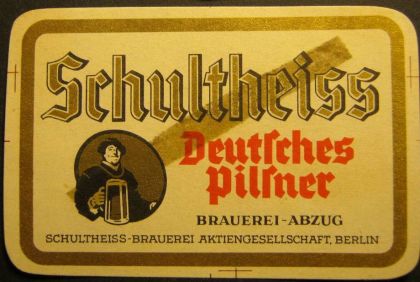 Schultheiss
Deutſches
Pilſner
BRAUEREI-ABZUG
SCHULTHEISS-BRAUEREI AKTIENGESELLSCHAFT, BERLIN